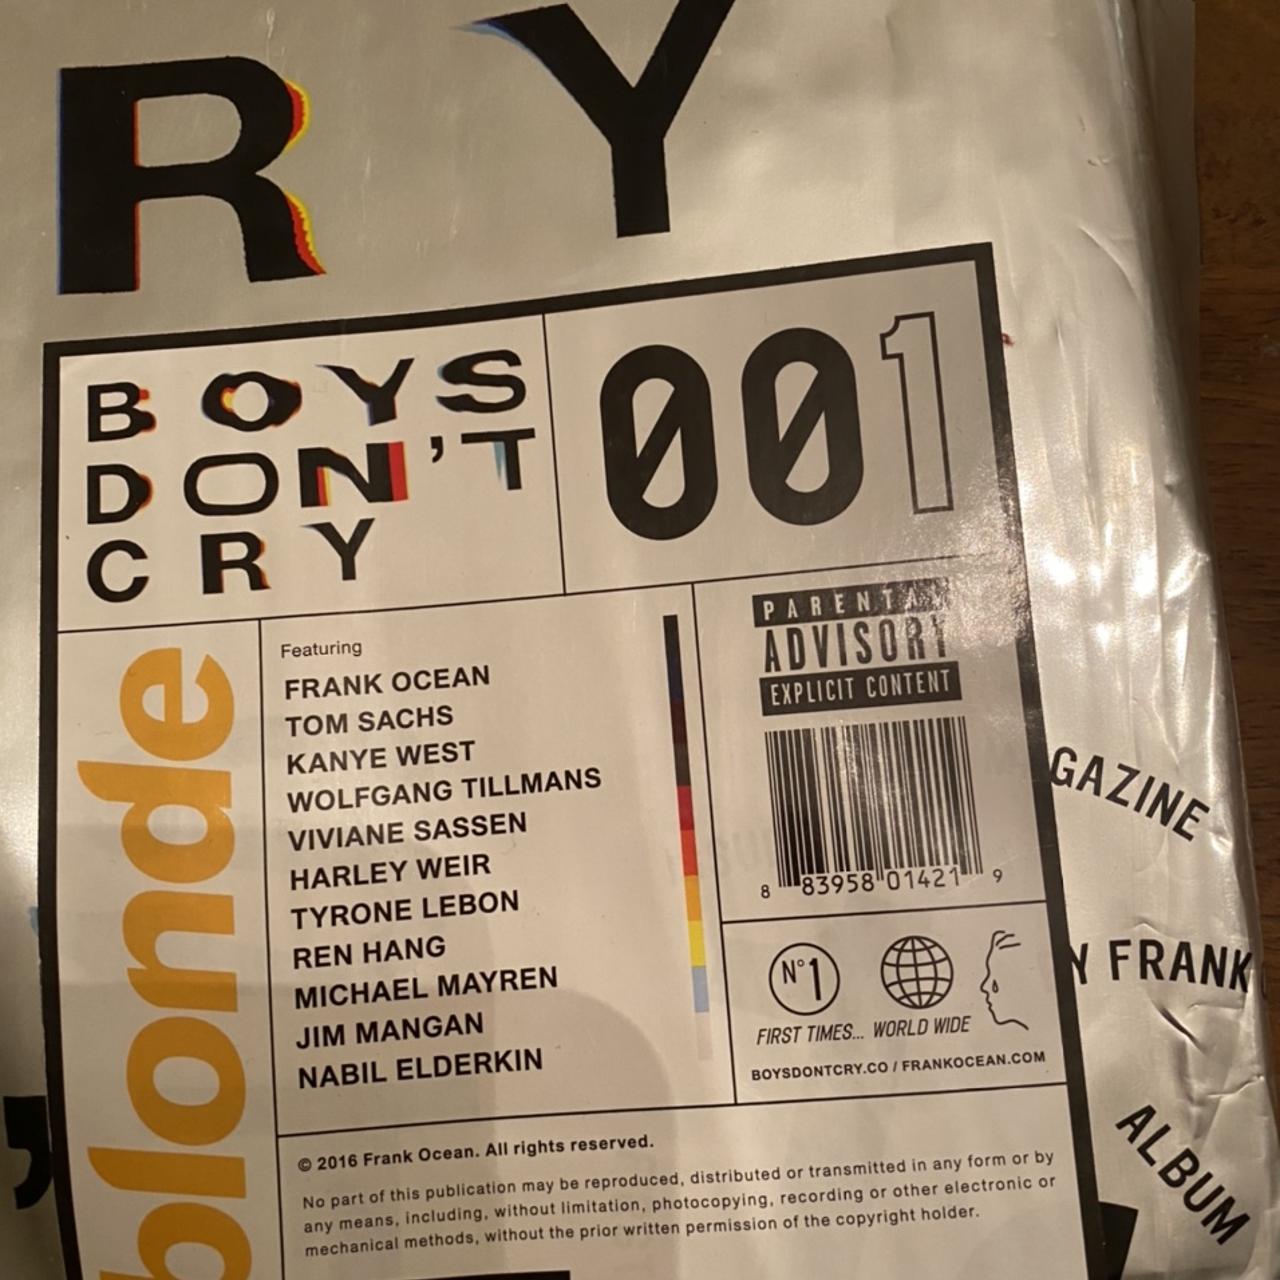 RY
BOYS
DON'T
CRY
001
blonde
Featuring
FRANK OCEAN
TOM SACHS
KANYE WEST
WOLFGANG TILLMANS
VIVIANE SASSEN
HARLEY WEIR
TYRONE LEBON
REN HANG
MICHAEL MAYREN
JIM MANGAN
NABIL ELDERKIN
PARENTAL
ADVISORY
EXPLICIT CONTENT
8 83958 01421 9
N°1
FIRST TIMES... WORLD WIDE
BOYSDONTCRY.CO / FRANKOCEAN.COM
© 2016 Frank Ocean. All rights reserved.
No part of this publication may be reproduced, distributed or transmitted in any form or by
any means, including, without limitation, photocopying, recording or other electronic or
mechanical methods, without the prior written permission of the copyright holder.
GAZINE
Y FRANK
ALBUM